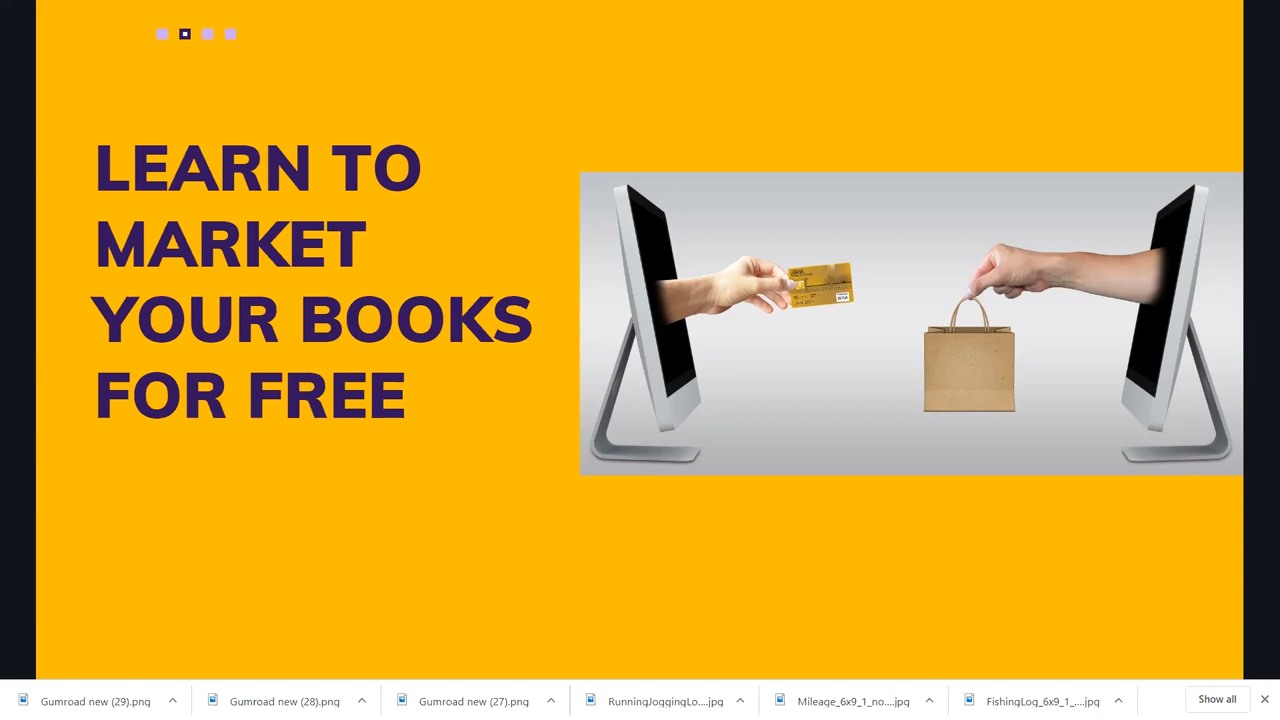 LEARN TO
MARKET
YOUR BOOKS
FOR FREE
VISA
Gumroad new (29).png
Gumroad new (28).png
Gumroad new (27).png
RunningJoggingLo....jpg
Mileage_6x9_1_no....jpg
FishingLog_6x9_1_....jpg
Show all